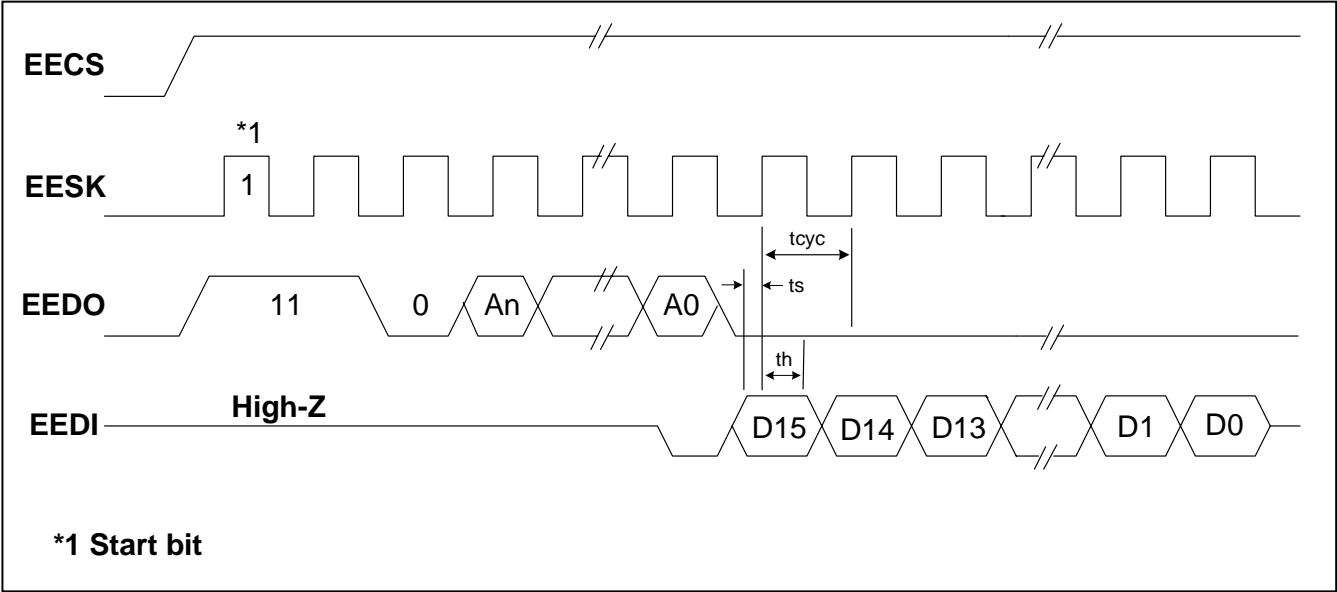 EECS
*1
EESK
1
tcyc
ts
EEDO
11 0 An A0
th
High-Z
EEDI
D15 D14 D13 D1 D0
*1 Start bit